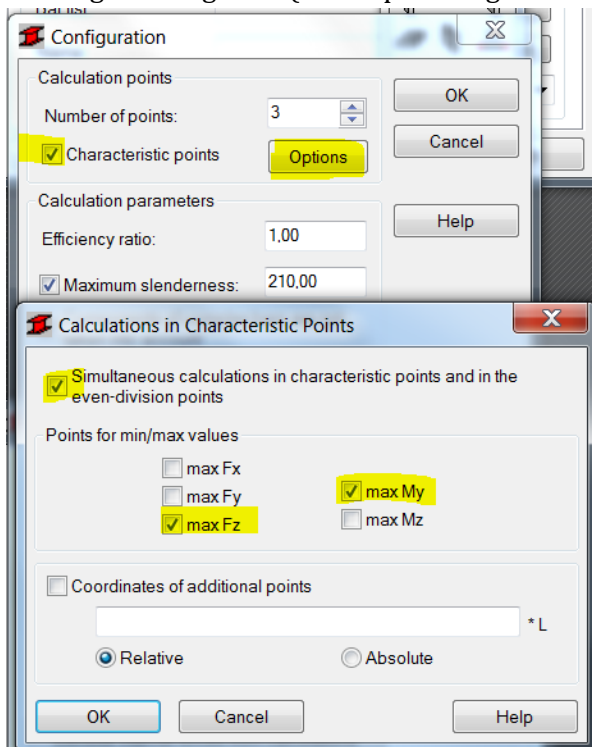 Configuration
Calculation points
Number of points:
3
OK
Characteristic points
Options
Cancel
Calculation parameters
Efficiency ratio:
1,00
Help
Maximum slenderness:
210,00
Calculations in Characteristic Points
Simultaneous calculations in characteristic points and in the
even-division points
Points for min/max values
max Fx
max Fy
max My
max Fz
max Mz
Coordinates of additional points
* L
Relative
Absolute
OK
Cancel
Help